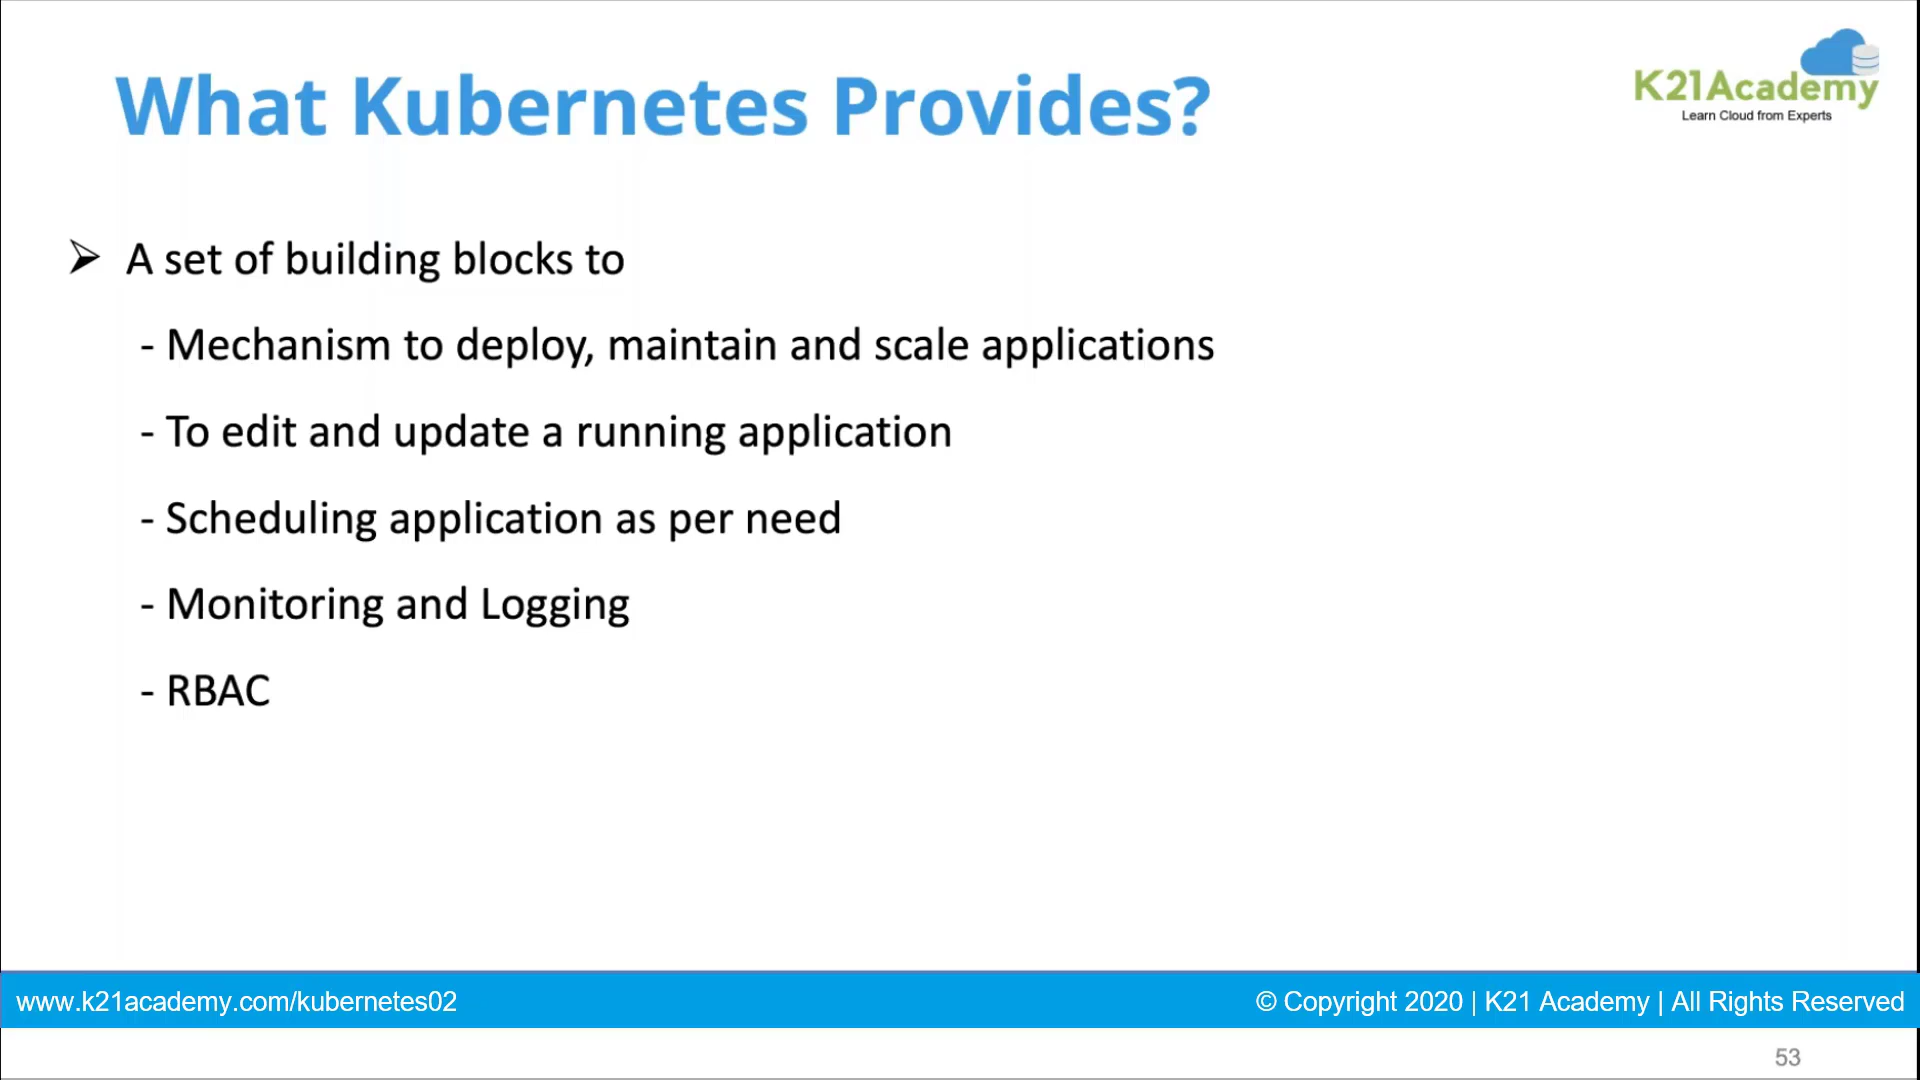 What Kubernetes Provides?
K21Academy
Learn Cloud from Experts
➢ A set of building blocks to
- Mechanism to deploy, maintain and scale applications
- To edit and update a running application
- Scheduling application as per need
- Monitoring and Logging
- RBAC
www.k21academy.com/kubernetes02
© Copyright 2020 | K21 Academy | All Rights Reserved
53